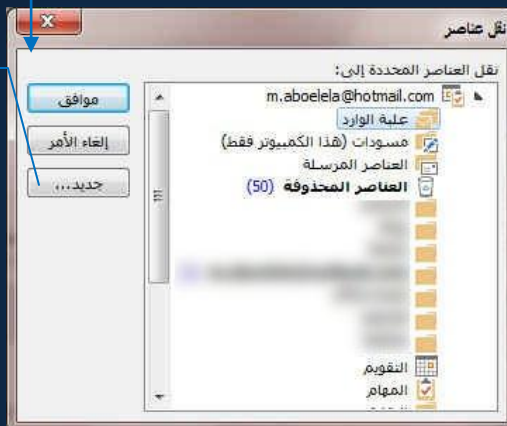 نقل عناصر
نقل العناصر المحددة إلى:
m.aboelela@hotmail.com
علبة الوارد
مسودات (هذا الكمبيوتر فقط)
العناصر المرسلة
العناصر المحذوفة (50)
التقويم
المهام
موافق
إلغاء الأمر
جديد...